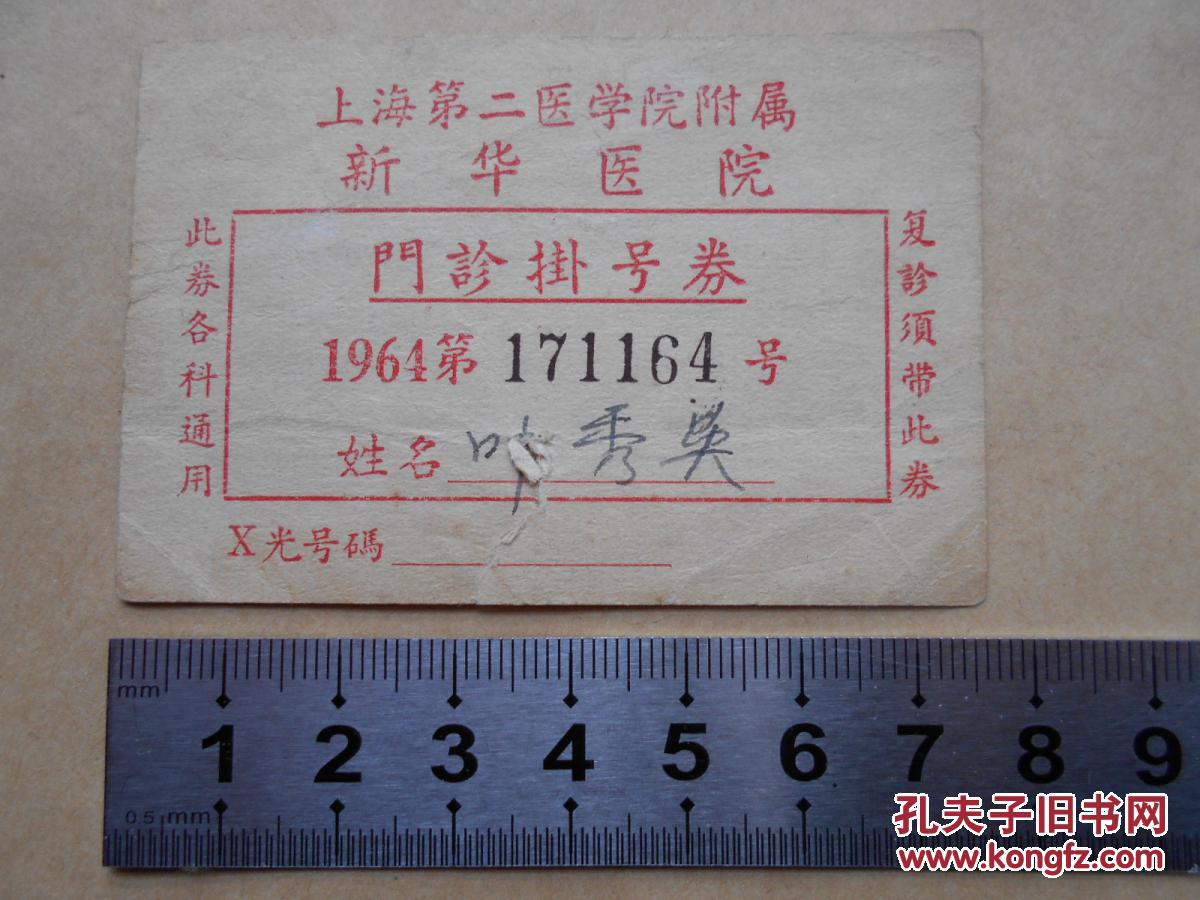 上海第二医学院附属
新华医院
此券各科通用
門診掛号券
1964第 171164 号
姓名 叶秀英
X光号碼
复診須带此券
mm
1 2 3 4 5 6 7 8 9
0.5 mm
孔夫子旧书网
www.kongfz.com